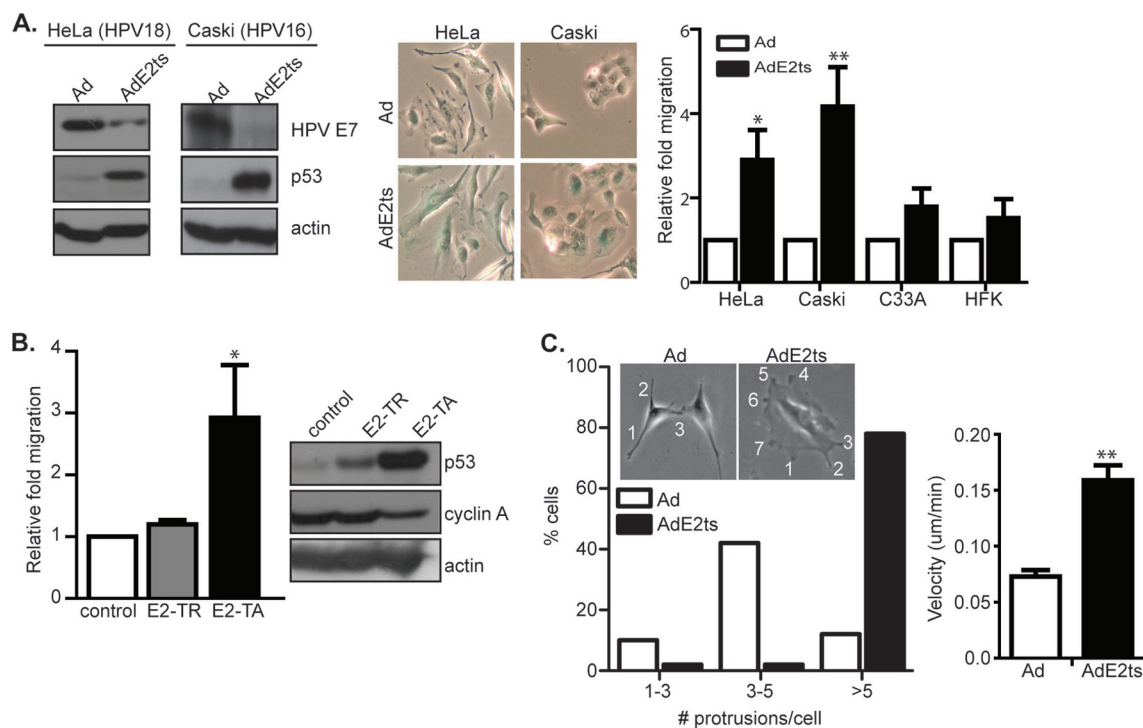 A.
HeLa (HPV18) Caski (HPV16)
Ad AdE2ts Ad AdE2ts
HPV E7
p53
actin
HeLa Caski
Ad
AdE2ts
Relative fold migration
6
4
2
0
Ad
AdE2ts
* **
HeLa Caski C33A HFK
B.
Relative fold migration
4
3
2
1
0
*
control E2-TR E2-TA
control E2-TR E2-TA
p53
cyclin A
actin
C.
% cells
100
80
60
40
20
0
Ad AdE2ts
1 2 3
1 2 3 4 5 6 7
Ad
AdE2ts
1-3 3-5 >5
# protrusions/cell
Velocity (um/min)
0.20
0.15
0.10
0.05
0.0
**
Ad AdE2ts